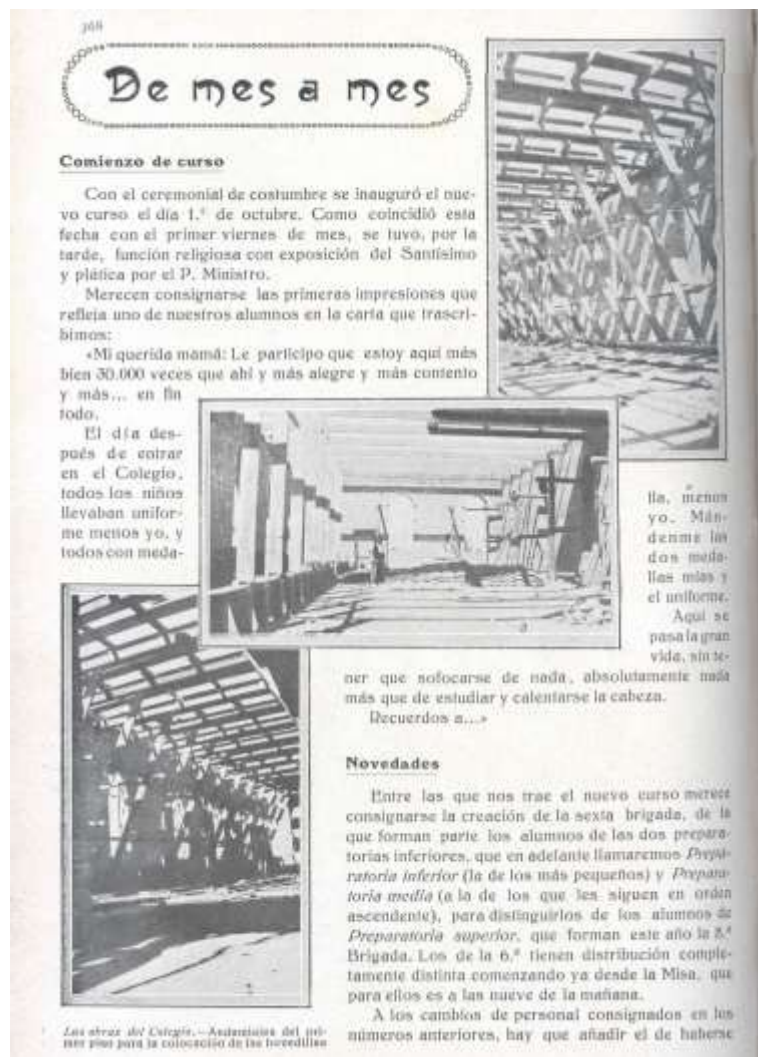 368
De mes a mes
Comienzo de curso
Con el ceremonial de costumbre se inauguró el nue-
vo curso el día 1.º de octubre. Como coincidió esta
fecha con el primer viernes de mes, se tuvo, por la
tarde, función religiosa con exposición del Santísimo
y plática por el P. Ministro.
Merecen consignarse las primeras impresiones que
refleja uno de nuestros alumnos en la carta que trascri-
bimos:
«Mi querida mamá: Le participo que estoy aquí más
bien 30.000 veces que ahí y más alegre y más contento
y más... en fin
todo.
El día des-
pués de entrar
en el Colegio,
todos los niños
llevaban unifor-
me menos yo, y
todos con meda-
lla, menos
yo. Mán-
denme las
dos meda-
llas mías y
el uniforme.
Aquí se
pasa la gran
vida, sin te-
ner que sofocarse de nada, absolutamente nada
más que de estudiar y calentarse la cabeza.
Recuerdos a...»
Novedades
Entre las que nos trae el nuevo curso merece
consignarse la creación de la sexta brigada, de la
que forman parte los alumnos de las dos prepara-
torias inferiores, que en adelante llamaremos Prepa-
ratoria inferior (la de los más pequeños) y Prepara-
toria media (a la de los que les siguen en orden
ascendente), para distinguirlos de los alumnos de
Preparatoria superior, que forman este año la 5.ª
Brigada. Los de la 6.ª tienen distribución comple-
tamente distinta comenzando ya desde la Misa, que
para ellos es a las nueve de la mañana.
A los cambios de personal consignados en los
números anteriores, hay que añadir el de haberse
Las obras del Colegio.—Andamiajes del pri-
mer piso para la colocación de las bovedillas